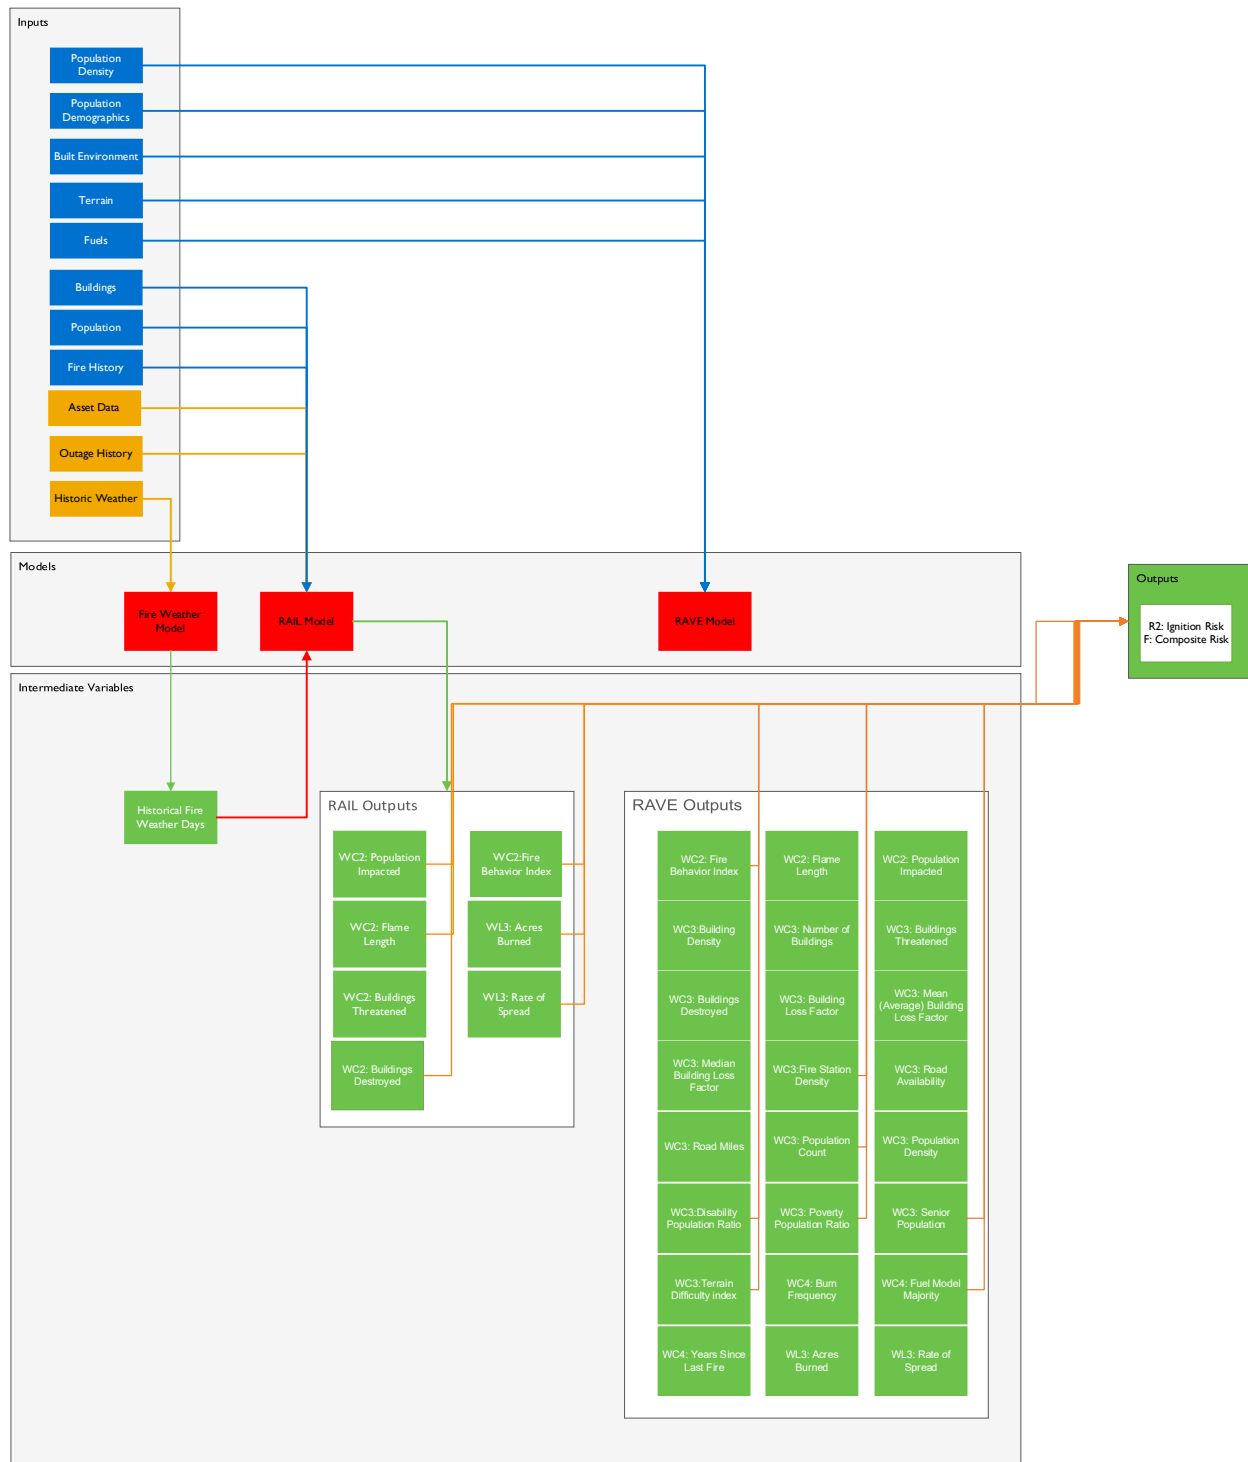 Inputs
Population
Density
Population
Demographics
Built Environment
Terrain
Fuels
Buildings
Population
Fire History
Asset Data
Outage History
Historic Weather
Models
Fire Weather
Model
RAIL Model
RAVE Model
Outputs
R2: Ignition Risk
F: Composite Risk
Intermediate Variables
Historical Fire
Weather Days
RAIL Outputs
WC2: Population
Impacted
WC2:Fire
Behavior Index
WC2: Flame
Length
WL3: Acres
Burned
WC2: Buildings
Threatened
WL3: Rate of
Spread
WC2: Buildings
Destroyed
RAVE Outputs
WC2: Fire
Behavior Index
WC2: Flame
Length
WC2: Population
Impacted
WC3:Building
Density
WC3: Number of
Buildings
WC3: Buildings
Threatened
WC3: Buildings
Destroyed
WC3: Building
Loss Factor
WC3: Mean
(Average) Building
Loss Factor
WC3: Median
Building Loss
Factor
WC3:Fire Station
Density
WC3: Road
Availability
WC3: Road Miles
WC3: Population
Count
WC3: Population
Density
WC3:Disability
Population Ratio
WC3: Poverty
Population Ratio
WC3: Senior
Population
WC3:Terrain
Difficulty index
WC4: Burn
Frequency
WC4: Fuel Model
Majority
WC4: Years Since
Last Fire
WL3: Acres
Burned
WL3: Rate of
Spread